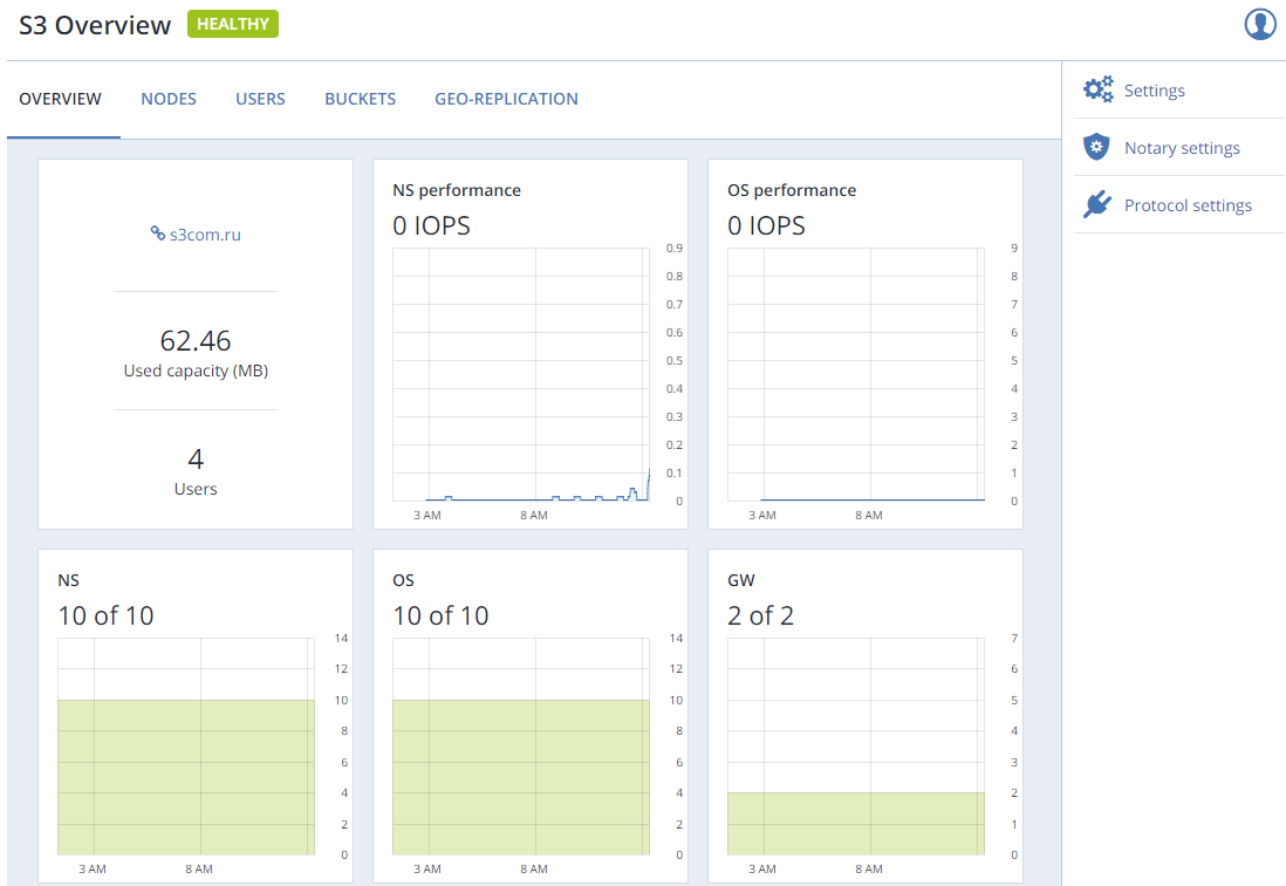 S3 Overview HEALTHY
OVERVIEW NODES USERS BUCKETS GEO-REPLICATION
Settings
Notary settings
Protocol settings
s3com.ru
62.46
Used capacity (MB)
4
Users
NS performance
0 IOPS
0.9
0.8
0.7
0.6
0.5
0.4
0.3
0.2
0.1
0
3 AM 8 AM
OS performance
0 IOPS
9
8
7
6
5
4
3
2
1
0
3 AM 8 AM
NS
10 of 10
14
12
10
8
6
4
2
0
3 AM 8 AM
OS
10 of 10
14
12
10
8
6
4
2
0
3 AM 8 AM
GW
2 of 2
7
6
5
4
3
2
1
0
3 AM 8 AM